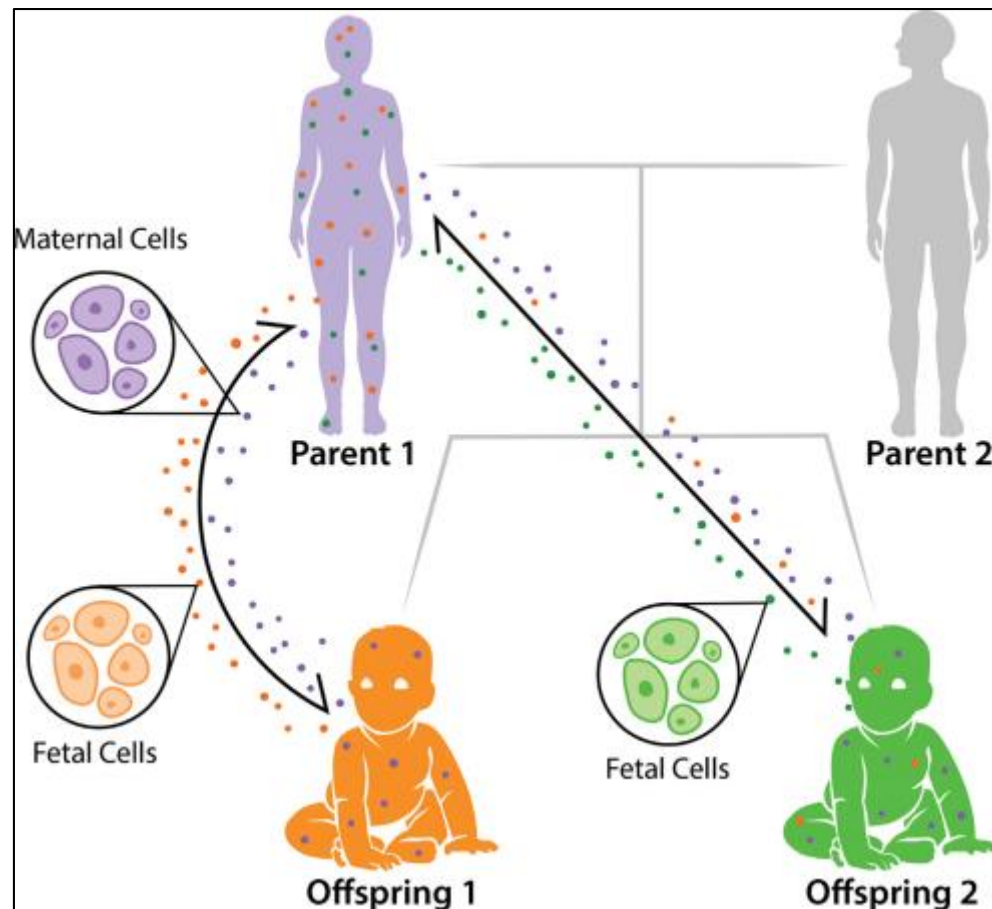 Maternal Cells
Parent 1
Parent 2
Fetal Cells
Fetal Cells
Offspring 1
Offspring 2